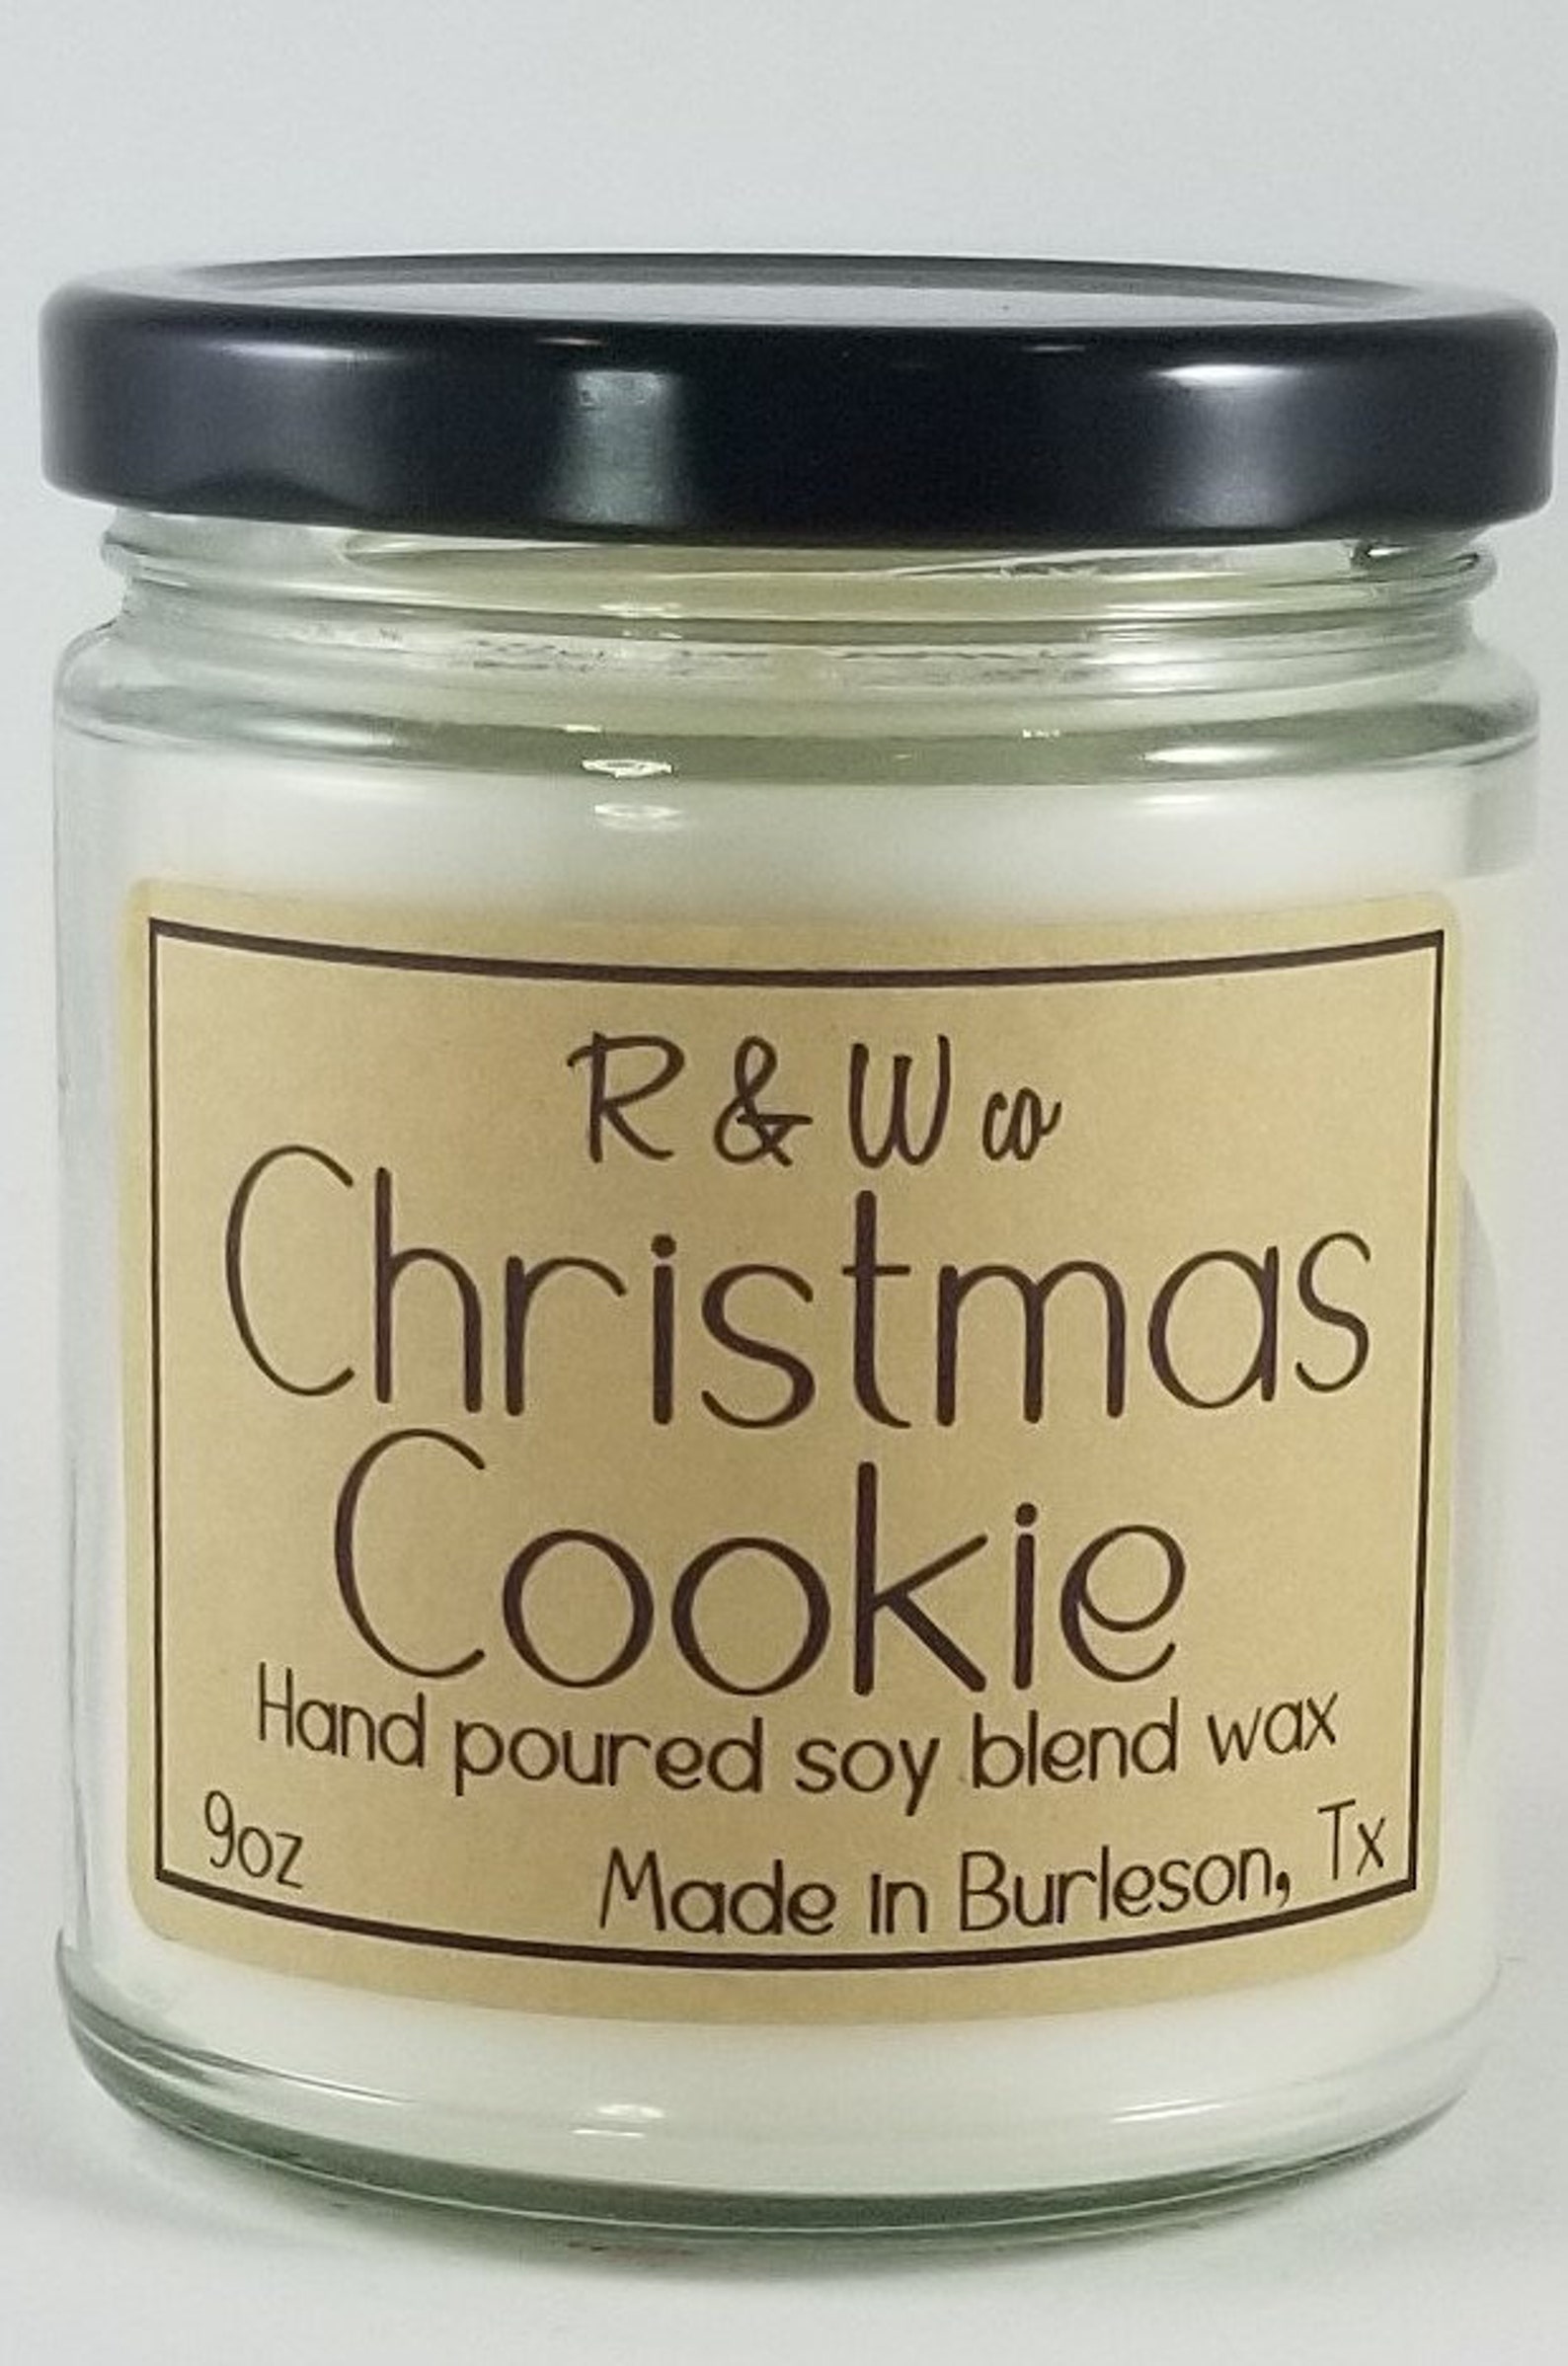 R & W co
Christmas
Cookie
Hand poured soy blend wax
9oz
Made in Burleson, Tx